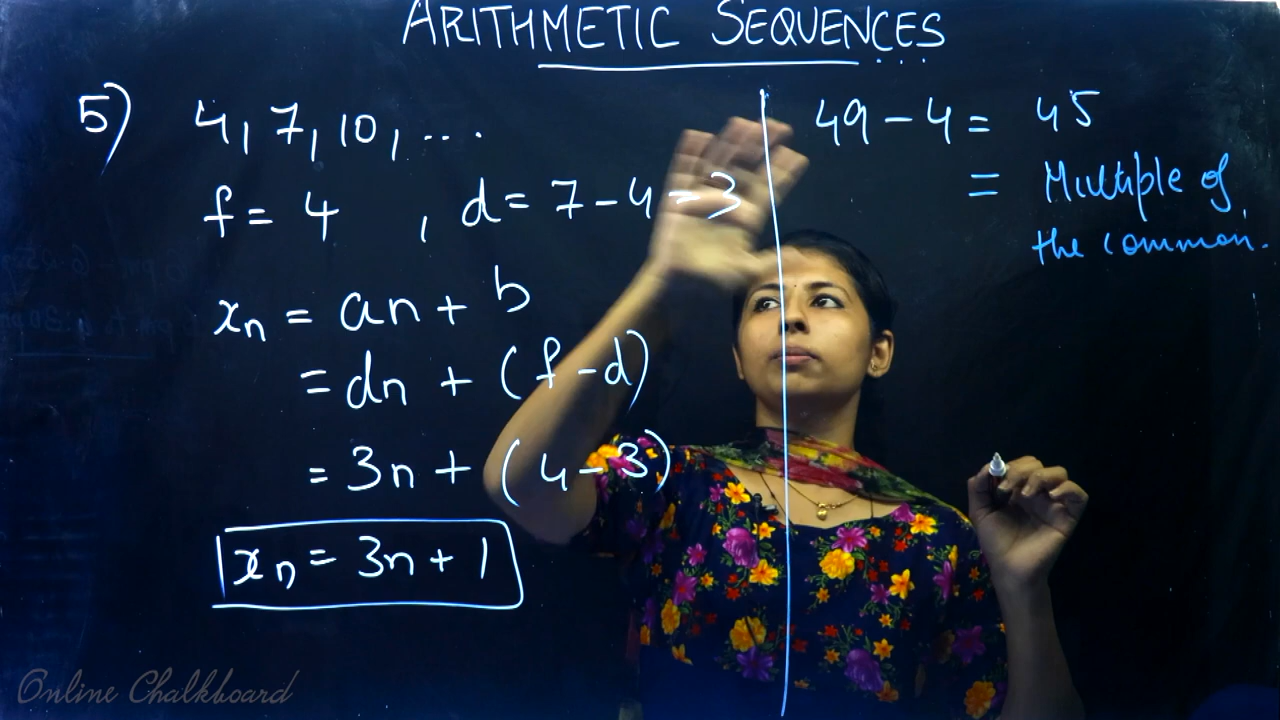 ARITHMETIC SEQUENCES
5) 4, 7, 10, ...
f = 4 , d = 7 - 4 = 3
xn = an + b
= dn + (f - d)
= 3n + (4 - 3)
xn = 3n + 1
49 - 4 = 45
= Multiple of
the common.
Online Chalkboard